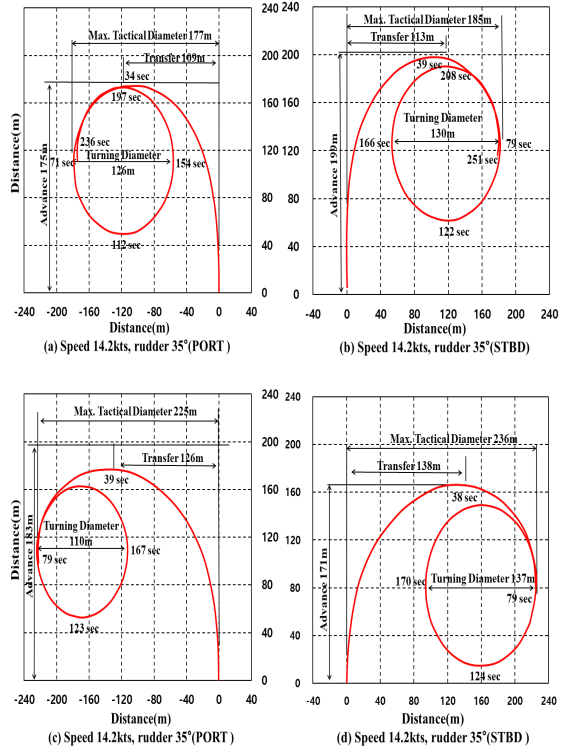 Max. Tactical Diameter 177m
Transfer 109m
34 sec
197 sec
236 sec
71 sec
Turning Diameter
126m
154 sec
112 sec
Advance 175m
Distance(m)
240
200
160
120
80
40
0
-240 -200 -160 -120 -80 -40 0 40
Distance(m)
(a) Speed 14.2kts, rudder 35°(PORT )
Max. Tactical Diameter 185m
Transfer 113m
39 sec
208 sec
Turning Diameter
130m
166 sec
79 sec
251 sec
122 sec
Advance 199m
240
200
160
120
80
40
0
-40 0 40 80 120 160 200 240
Distance(m)
(b) Speed 14.2kts, rudder 35°(STBD)
Max. Tactical Diameter 225m
Transfer 126m
39 sec
Turning Diameter
110m
79 sec
167 sec
123 sec
Advance 183m
Distance(m)
240
200
160
120
80
40
0
-240 -200 -160 -120 -80 -40 0 40
Distance(m)
(c) Speed 14.2kts, rudder 35°(PORT )
Max. Tactical Diameter 236m
Transfer 138m
38 sec
170 sec
Turning Diameter 137m
79 sec
124 sec
Advance 171m
240
200
160
120
80
40
0
-40 0 40 80 120 160 200 240
Distance(m)
(d) Speed 14.2kts, rudder 35°(STBD )